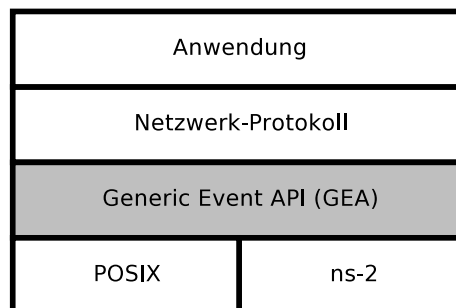 Anwendung
Netzwerk-Protokoll
Generic Event API (GEA)
POSIX
ns-2